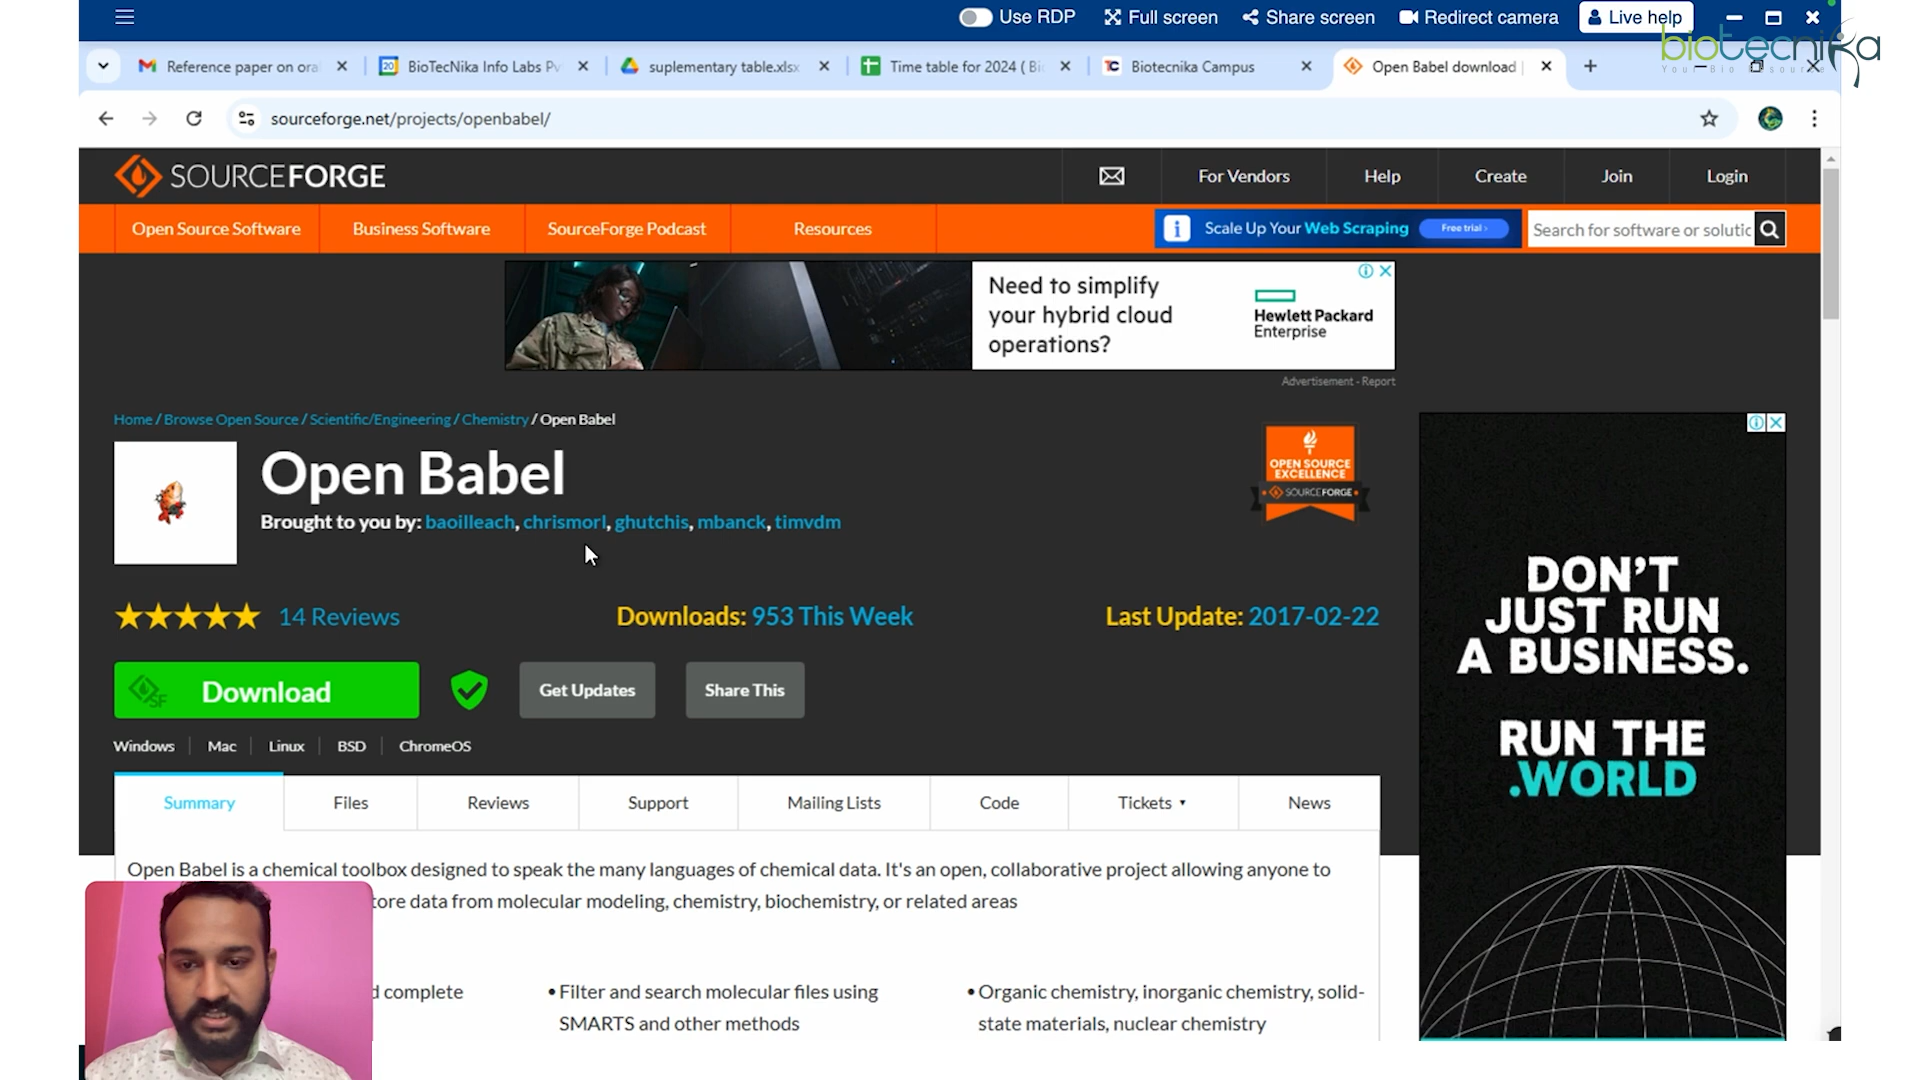 Use RDP
Full screen
Share screen
Redirect camera
Live help
biotecnika
Your Bio Resource
Reference paper on ora
BioTecNika Info Labs Pv
suplementary table.xlsx
Time table for 2024 ( Bi
Biotecnika Campus
Open Babel download |
sourceforge.net/projects/openbabel/
SOURCEFORGE
For Vendors
Help
Create
Join
Login
Open Source Software
Business Software
SourceForge Podcast
Resources
Scale Up Your Web Scraping
Free trial ›
Search for software or solutic
Need to simplify
your hybrid cloud
operations?
Hewlett Packard
Enterprise
Advertisement - Report
Home / Browse Open Source / Scientific/Engineering / Chemistry / Open Babel
Open Babel
Brought to you by: baoilleach, chrismorl, ghutchis, mbanck, timvdm
OPEN SOURCE
EXCELLENCE
SOURCEFORGE
14 Reviews
Downloads: 953 This Week
Last Update: 2017-02-22
SF
Download
Get Updates
Share This
Windows
Mac
Linux
BSD
ChromeOS
Summary
Files
Reviews
Support
Mailing Lists
Code
Tickets
News
Open Babel is a chemical toolbox designed to speak the many languages of chemical data. It's an open, collaborative project allowing anyone to
tore data from molecular modeling, chemistry, biochemistry, or related areas
d complete
• Filter and search molecular files using
SMARTS and other methods
• Organic chemistry, inorganic chemistry, solid-
state materials, nuclear chemistry
DON'T
JUST RUN
A BUSINESS.
RUN THE
.WORLD